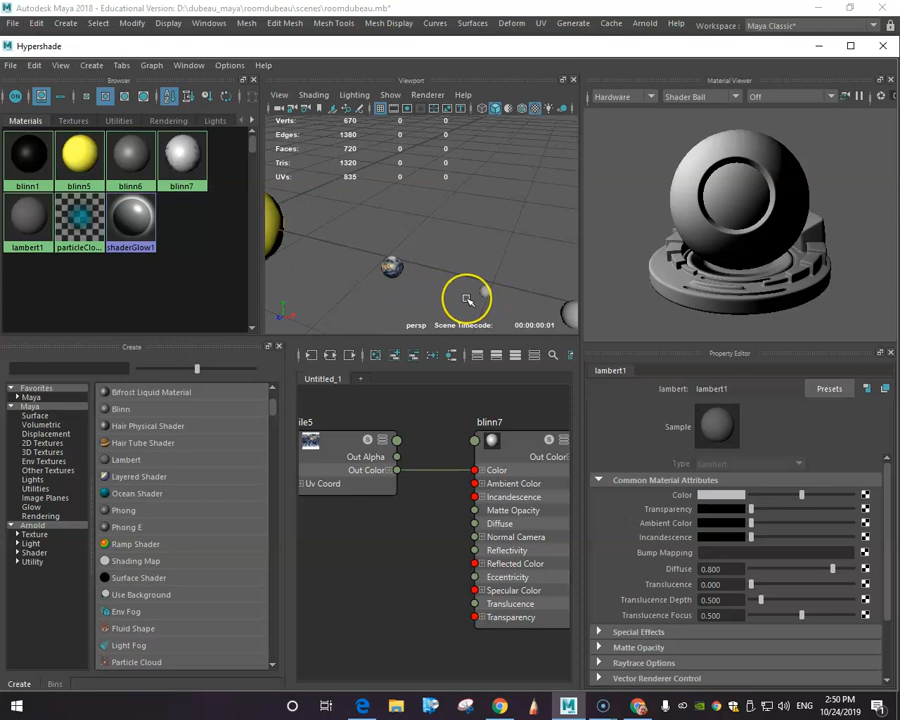 Autodesk Maya 2018 - Educational Version: D:\dubeau_maya\roomdubeau\scenes\roomdubeau.mb*
File Edit Create Select Modify Display Windows Mesh Edit Mesh Mesh Tools Mesh Display Curves Surfaces Deform UV Generate Cache Arnold Help Workspace : Maya Classic*
Hypershade
File Edit View Create Tabs Graph Window Options Help
Browser
Materials Textures Utilities Rendering Lights
blinn1 blinn5 blinn6 blinn7
lambert1 particleClo... shaderGlow1
Viewport
View Shading Lighting Show Renderer Help
Verts: 670 0 0
Edges: 1380 0 0
Faces: 720 0 0
Tris: 1320 0 0
UVs: 835 0 0
persp Scene Timecode: 00:00:00:01
Material Viewer
Hardware Shader Ball Off
Create
Favorites
Maya
Maya
Surface
Volumetric
Displacement
2D Textures
3D Textures
Env Textures
Other Textures
Lights
Utilities
Image Planes
Glow
Rendering
Arnold
Texture
Light
Shader
Utility
Bifrost Liquid Material
Blinn
Hair Physical Shader
Hair Tube Shader
Lambert
Layered Shader
Ocean Shader
Phong
Phong E
Ramp Shader
Shading Map
Surface Shader
Use Background
Env Fog
Fluid Shape
Light Fog
Particle Cloud
Create Bins
Untitled_1 +
ile5
Out Alpha
Out Color
Uv Coord
blinn7
Out Color
Color
Ambient Color
Incandescence
Matte Opacity
Diffuse
Normal Camera
Reflectivity
Reflected Color
Eccentricity
Specular Color
Translucence
Transparency
Property Editor
lambert1
lambert: lambert1 Presets
Sample
Type Lambert
Common Material Attributes
Color
Transparency
Ambient Color
Incandescence
Bump Mapping
Diffuse 0.800
Translucence 0.000
Translucence Depth 0.500
Translucence Focus 0.500
Special Effects
Matte Opacity
Raytrace Options
Vector Renderer Control
ENG
2:50 PM
10/24/2019